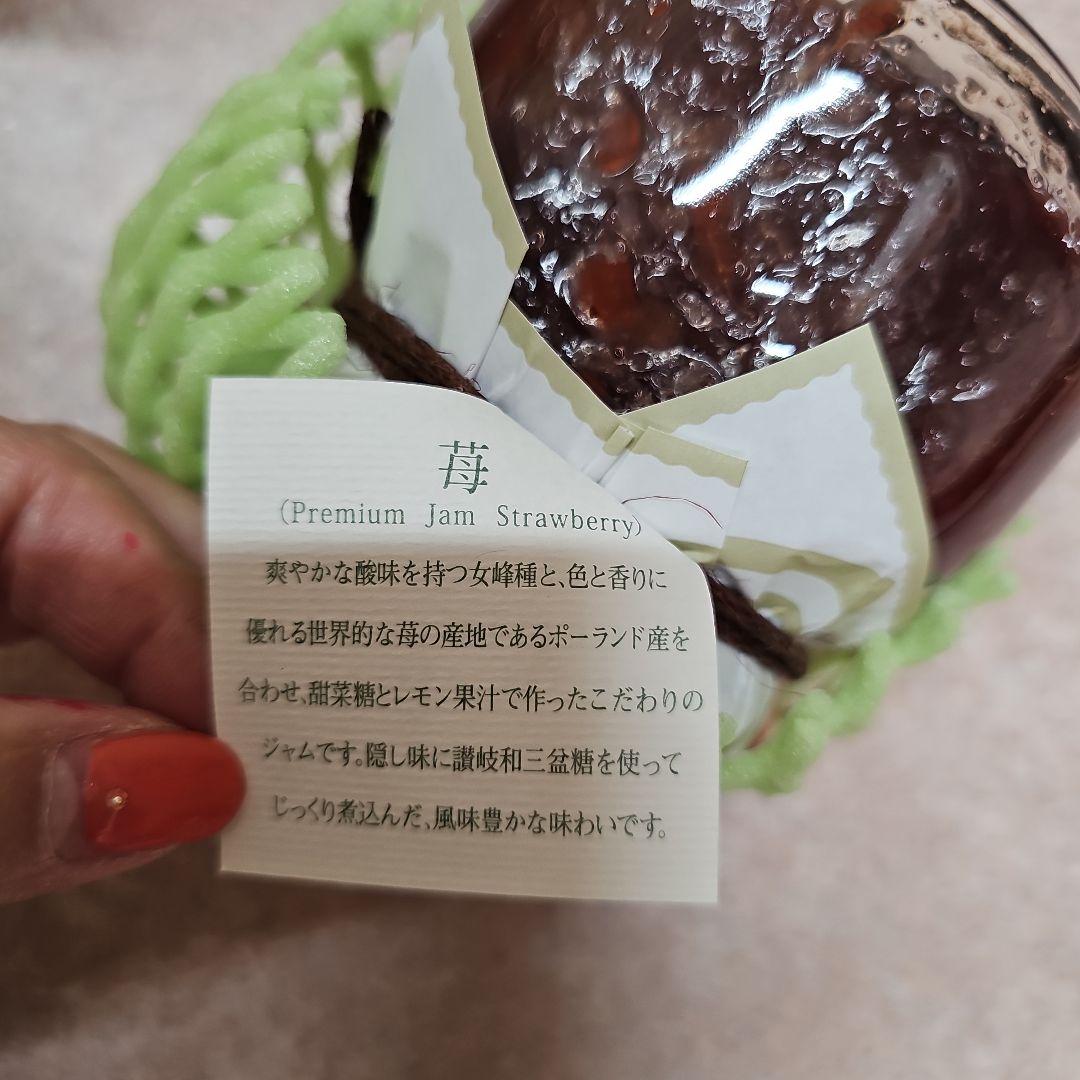 苺
(Premium Jam Strawberry)
爽やかな酸味を持つ女峰種と、色と香りに
優れる世界的な苺の産地であるポーランド産を
合わせ、甜菜糖とレモン果汁で作ったこだわりの
ジャムです。隠し味に讃岐和三盆糖を使って
じっくり煮込んだ、風味豊かな味わいです。